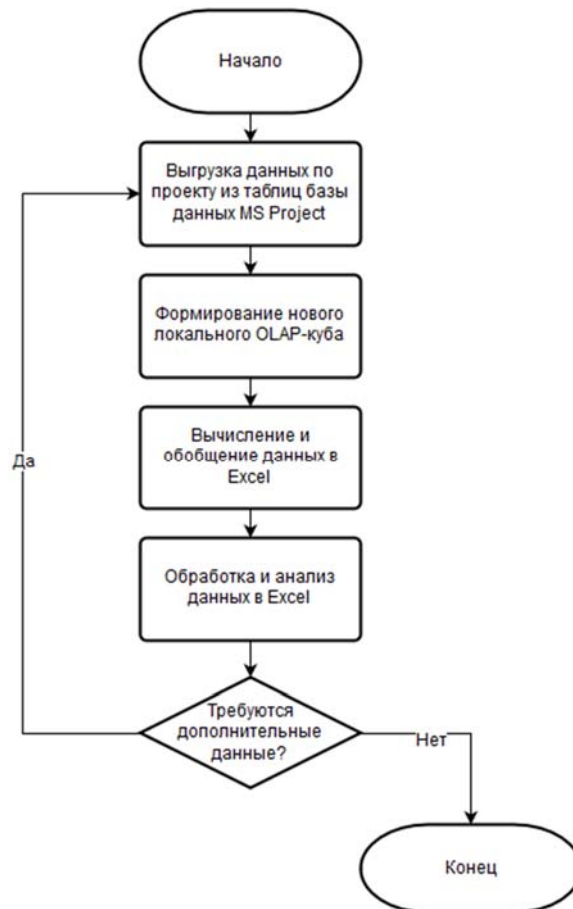 Начало
Выгрузка данных по
проекту из таблиц базы
данных MS Project
Формирование нового
локального OLAP-куба
Вычисление и
обобщение данных в
Excel
Да
Обработка и анализ
данных в Excel
Требуются
дополнительные
данные?
Нет
Конец